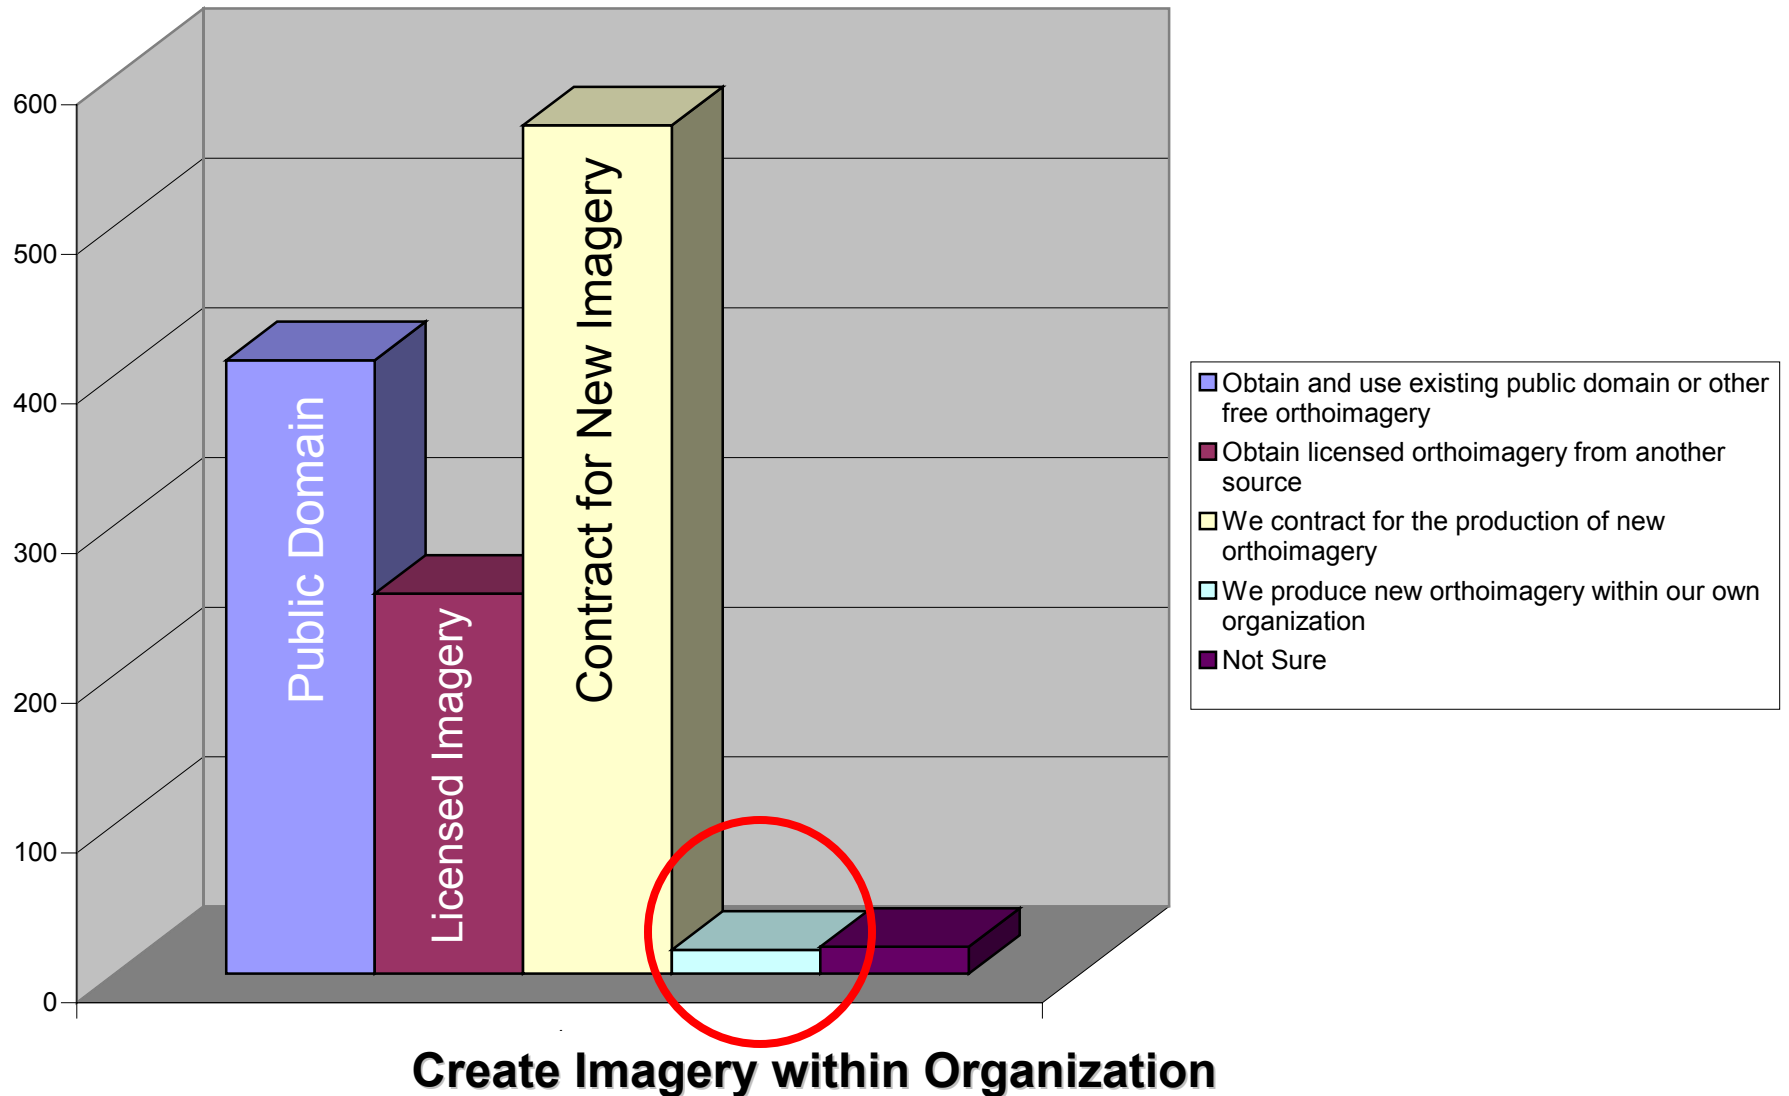 600
500
400
300
200
100
0
Public Domain
Licensed Imagery
Contract for New Imagery
Obtain and use existing public domain or other
free orthoimagery
Obtain licensed orthoimagery from another
source
We contract for the production of new
orthoimagery
We produce new orthoimagery within our own
organization
Not Sure
Create Imagery within Organization